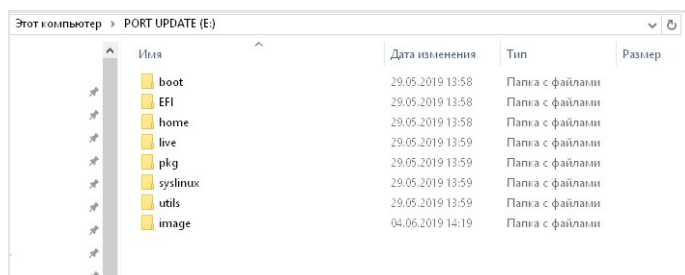 Этот компьютер > PORT UPDATE (E:)
Имя Дата изменения Тип Размер
boot 29.05.2019 13:58 Папка с файлами
EFI 29.05.2019 13:58 Папка с файлами
home 29.05.2019 13:58 Папка с файлами
live 29.05.2019 13:59 Папка с файлами
pkg 29.05.2019 13:59 Папка с файлами
syslinux 29.05.2019 13:59 Папка с файлами
utils 29.05.2019 13:59 Папка с файлами
image 04.06.2019 14:19 Папка с файлами